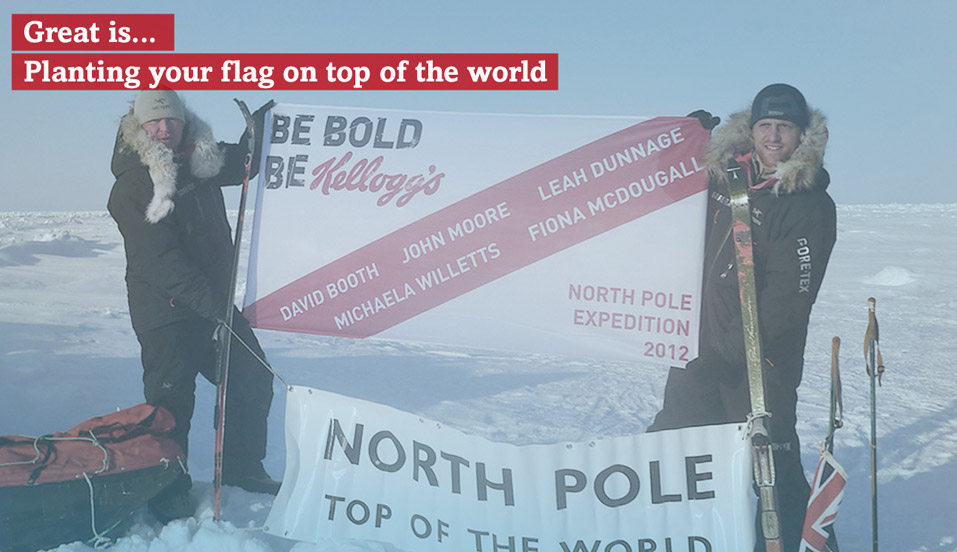 Great is...
Planting your flag on top of the world
BE BOLD
BE Kellogg's
DAVID BOOTH JOHN MOORE LEAH DUNNAGE
MICHAELA WILLETTS FIONA MCDOUGALL
NORTH POLE
EXPEDITION
2012
GORE-TEX
NORTH POLE
TOP OF THE WORLD